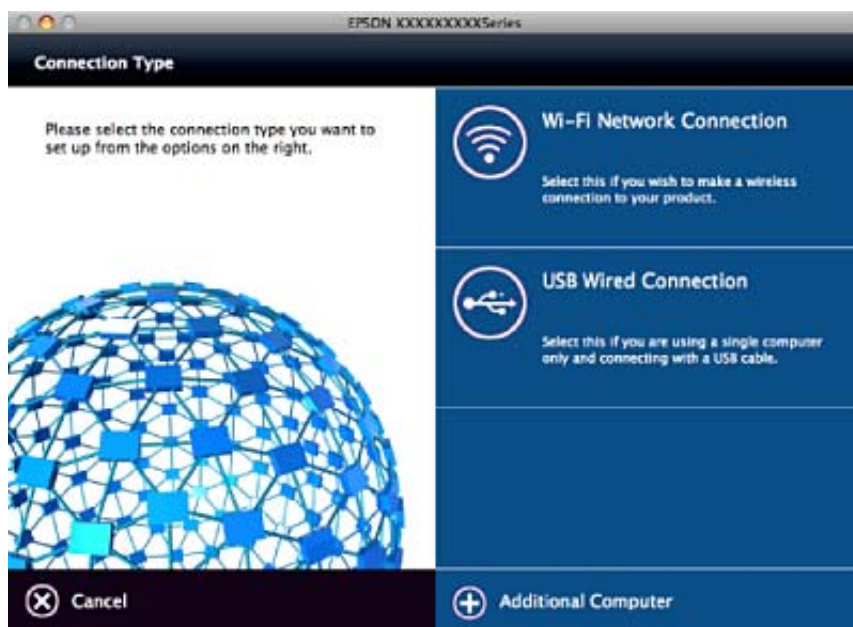 EPSON XXXXXXXXXSeries
Connection Type
Please select the connection type you want to
set up from the options on the right.
Wi-Fi Network Connection
Select this if you wish to make a wireless
connection to your product.
USB Wired Connection
Select this if you are using a single computer
only and connecting with a USB cable.
Cancel
Additional Computer